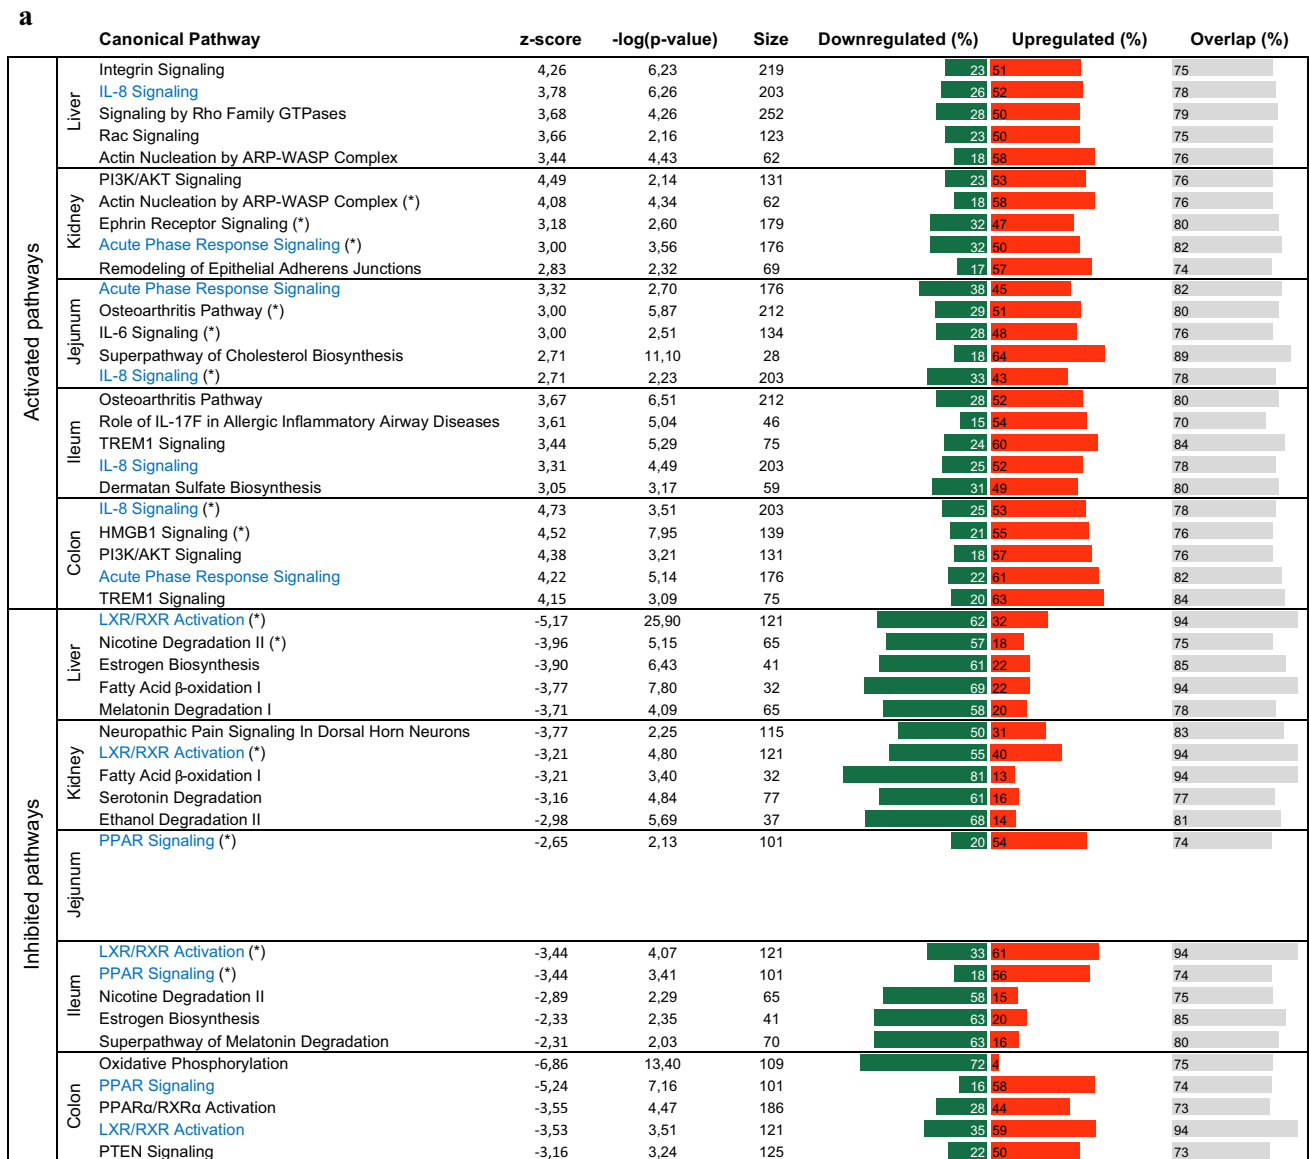 a
Canonical Pathway z-score -log(p-value) Size Downregulated (%) Upregulated (%) Overlap (%)
Activated pathways
Liver
Integrin Signaling 4,26 6,23 219 23 51 75
IL-8 Signaling 3,78 6,26 203 26 52 78
Signaling by Rho Family GTPases 3,68 4,26 252 28 50 79
Rac Signaling 3,66 2,16 123 23 50 75
Actin Nucleation by ARP-WASP Complex 3,44 4,43 62 18 58 76
Kidney
PI3K/AKT Signaling 4,49 2,14 131 23 53 76
Actin Nucleation by ARP-WASP Complex (*) 4,08 4,34 62 18 58 76
Ephrin Receptor Signaling (*) 3,18 2,60 179 32 47 80
Acute Phase Response Signaling (*) 3,00 3,56 176 32 50 82
Remodeling of Epithelial Adherens Junctions 2,83 2,32 69 17 57 74
Jejunum
Acute Phase Response Signaling 3,32 2,70 176 38 45 82
Osteoarthritis Pathway (*) 3,00 5,87 212 29 51 80
IL-6 Signaling (*) 3,00 2,51 134 28 48 76
Superpathway of Cholesterol Biosynthesis 2,71 11,10 28 18 64 89
IL-8 Signaling (*) 2,71 2,23 203 33 43 78
Ileum
Osteoarthritis Pathway 3,67 6,51 212 28 52 80
Role of IL-17F in Allergic Inflammatory Airway Diseases 3,61 5,04 46 15 54 70
TREM1 Signaling 3,44 5,29 75 24 60 84
IL-8 Signaling 3,31 4,49 203 25 52 78
Dermatan Sulfate Biosynthesis 3,05 3,17 59 31 49 80
Colon
IL-8 Signaling (*) 4,73 3,51 203 25 53 78
HMGB1 Signaling (*) 4,52 7,95 139 21 55 76
PI3K/AKT Signaling 4,38 3,21 131 18 57 76
Acute Phase Response Signaling 4,22 5,14 176 22 61 82
TREM1 Signaling 4,15 3,09 75 20 63 84
Inhibited pathways
Liver
LXR/RXR Activation (*) -5,17 25,90 121 62 32 94
Nicotine Degradation II (*) -3,96 5,15 65 57 18 75
Estrogen Biosynthesis -3,90 6,43 41 61 22 85
Fatty Acid β-oxidation I -3,77 7,80 32 69 22 94
Melatonin Degradation I -3,71 4,09 65 58 20 78
Kidney
Neuropathic Pain Signaling In Dorsal Horn Neurons -3,77 2,25 115 50 31 83
LXR/RXR Activation (*) -3,21 4,80 121 55 40 94
Fatty Acid β-oxidation I -3,21 3,40 32 81 13 94
Serotonin Degradation -3,16 4,84 77 61 16 77
Ethanol Degradation II -2,98 5,69 37 68 14 81
Jejunum
PPAR Signaling (*) -2,65 2,13 101 20 54 74
Ileum
LXR/RXR Activation (*) -3,44 4,07 121 33 61 94
PPAR Signaling (*) -3,44 3,41 101 18 56 74
Nicotine Degradation II -2,89 2,29 65 58 15 75
Estrogen Biosynthesis -2,33 2,35 41 63 20 85
Superpathway of Melatonin Degradation -2,31 2,03 70 63 16 80
Colon
Oxidative Phosphorylation -6,86 13,40 109 72 4 75
PPAR Signaling -5,24 7,16 101 16 58 74
PPARα/RXRα Activation -3,55 4,47 186 28 44 73
LXR/RXR Activation -3,53 3,51 121 35 59 94
PTEN Signaling -3,16 3,24 125 22 50 73